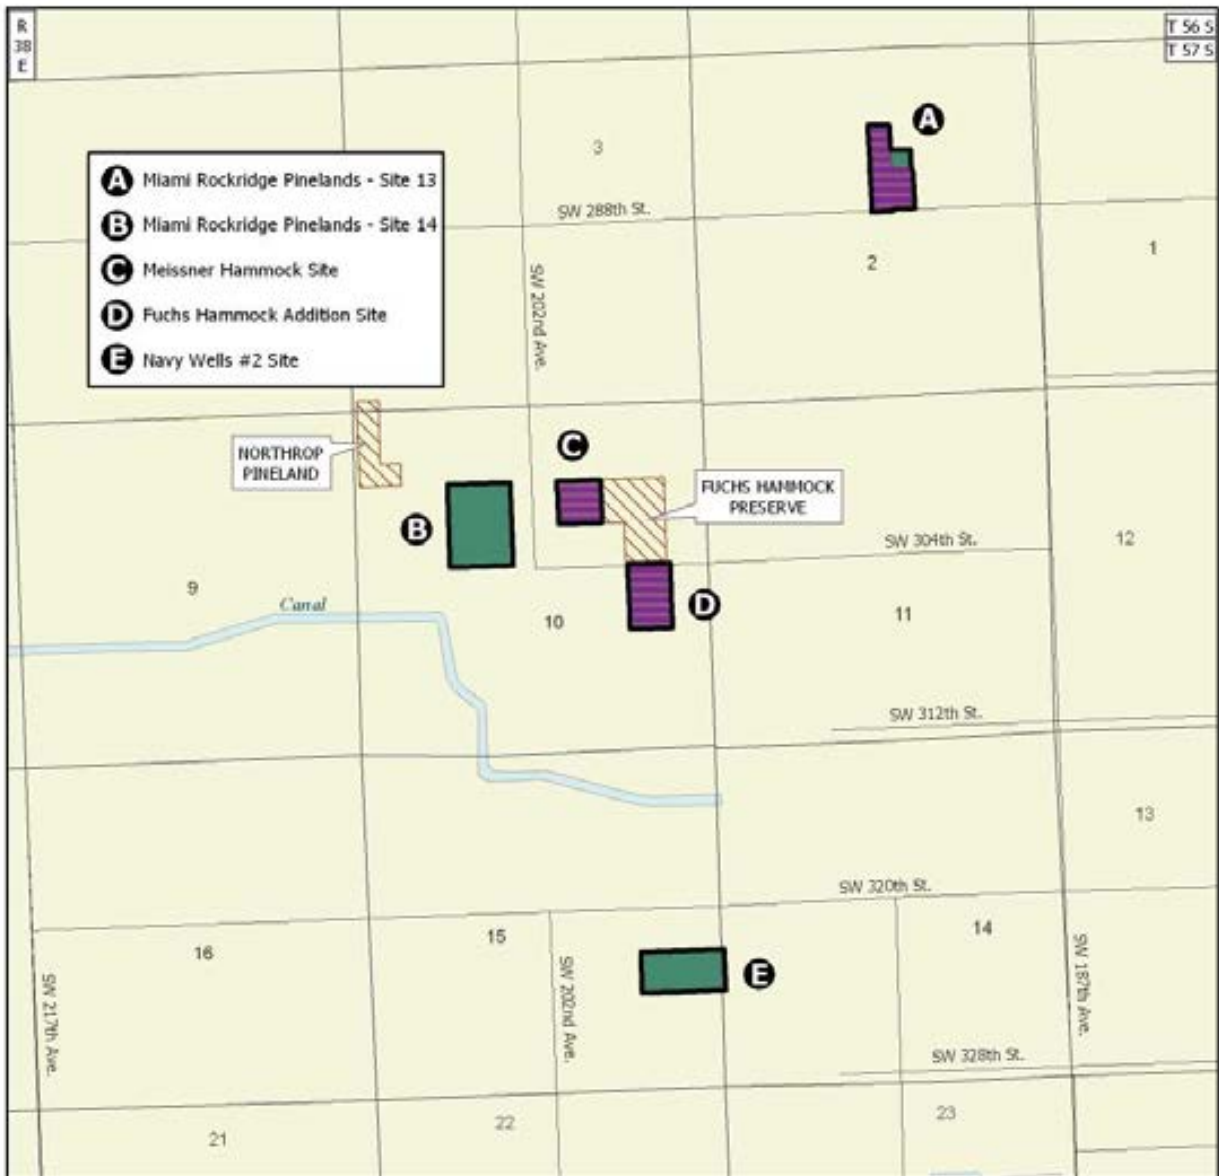 R
38
E
T 56 S
T 57 S
A
3
A Miami Rockridge Pinelands - Site 13
B Miami Rockridge Pinelands - Site 14
C Meissner Hammock Site
D Fuchs Hammock Addition Site
E Navy Wells #2 Site
SW 288th St.
2
1
SW 202nd Ave.
NORTHROP
PINELAND
C
FUCHS HAMMOCK
PRESERVE
B
SW 304th St.
12
9
Canal
10
D
11
SW 312th St.
13
SW 320th St.
16
15
14
E
SW 217th Ave.
SW 202nd Ave.
SW 187th Ave.
SW 328th St.
21
22
23